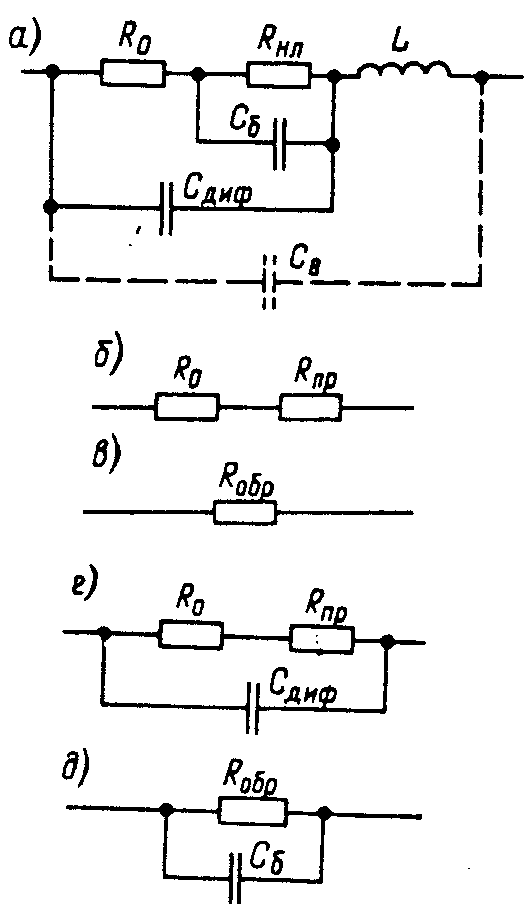 а) R₀ Rнл L
Cб
Cдиф
Cв
б) R₀ Rпр
в) Rобр
г) R₀ Rпр
Cдиф
д) Rобр
Cб